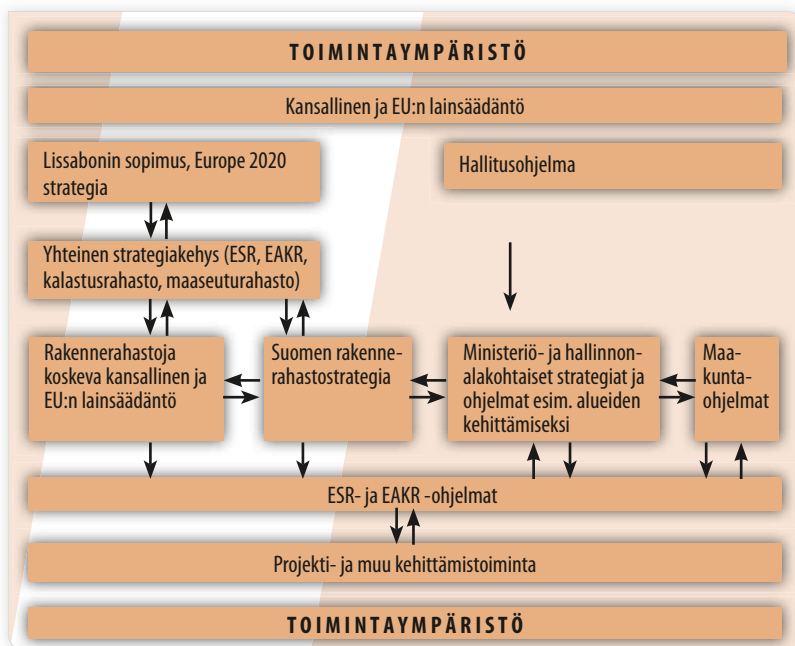 TOIMINTAYMPÄRISTÖ
Kansallinen ja EU:n lainsäädäntö
Lissabonin sopimus, Europe 2020
strategia
Hallitusohjelma
Yhteinen strategiakehys (ESR, EAKR,
kalastusrahasto, maaseuturahasto)
Rakennerahastoja
koskeva kansallinen ja
EU:n lainsäädäntö
Suomen rakenne-
rahastostrategia
Ministeriö- ja hallinnon-
alakohtaiset strategiat ja
ohjelmat esim. alueiden
kehittämiseksi
Maa-
kunta-
ohjelmat
ESR- ja EAKR -ohjelmat
Projekti- ja muu kehittämistoiminta
TOIMINTAYMPÄRISTÖ